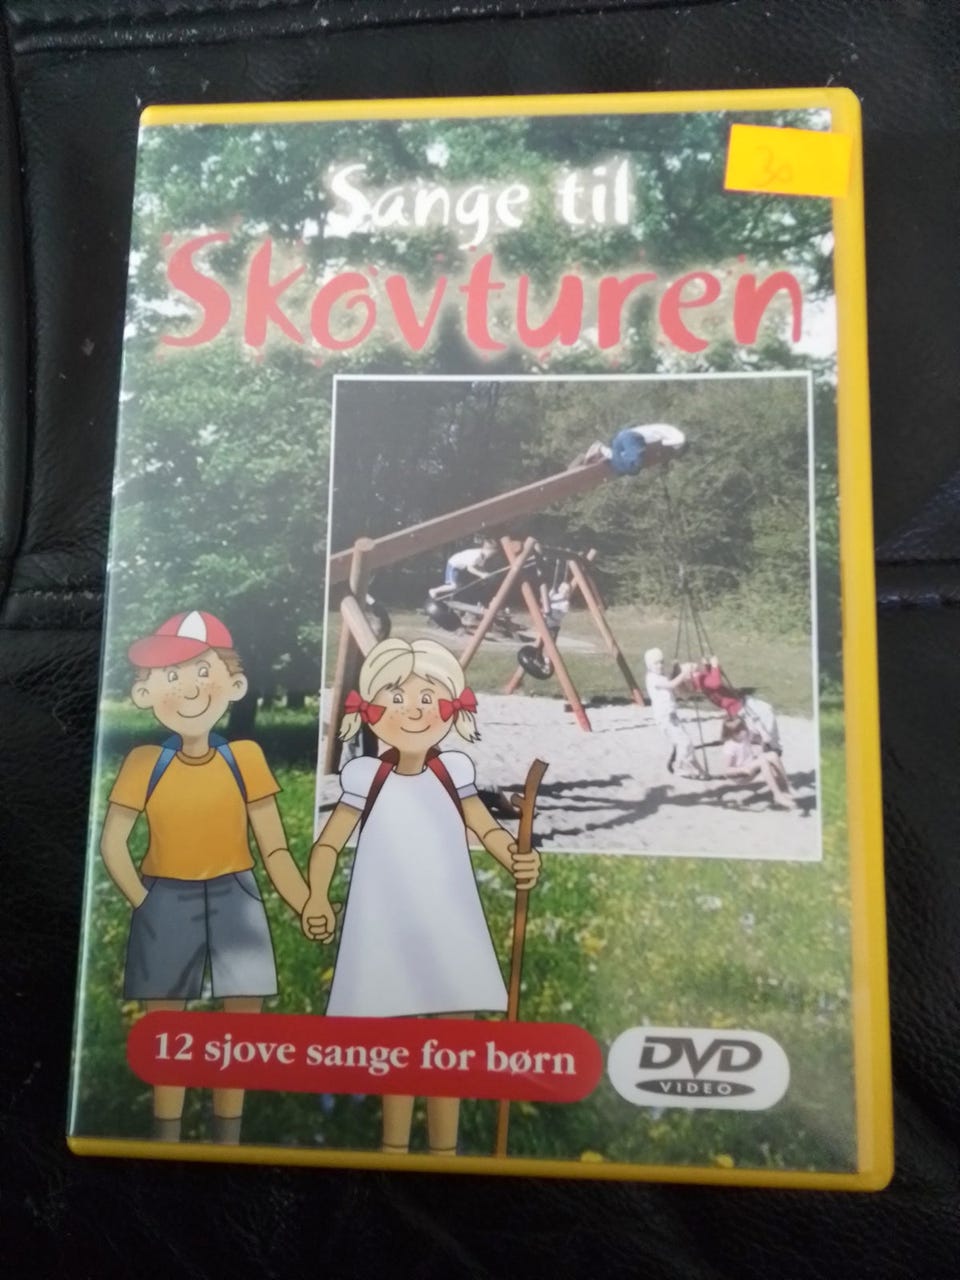 30
Sange til
Skovturen
12 sjove sange for børn
DVD
VIDEO